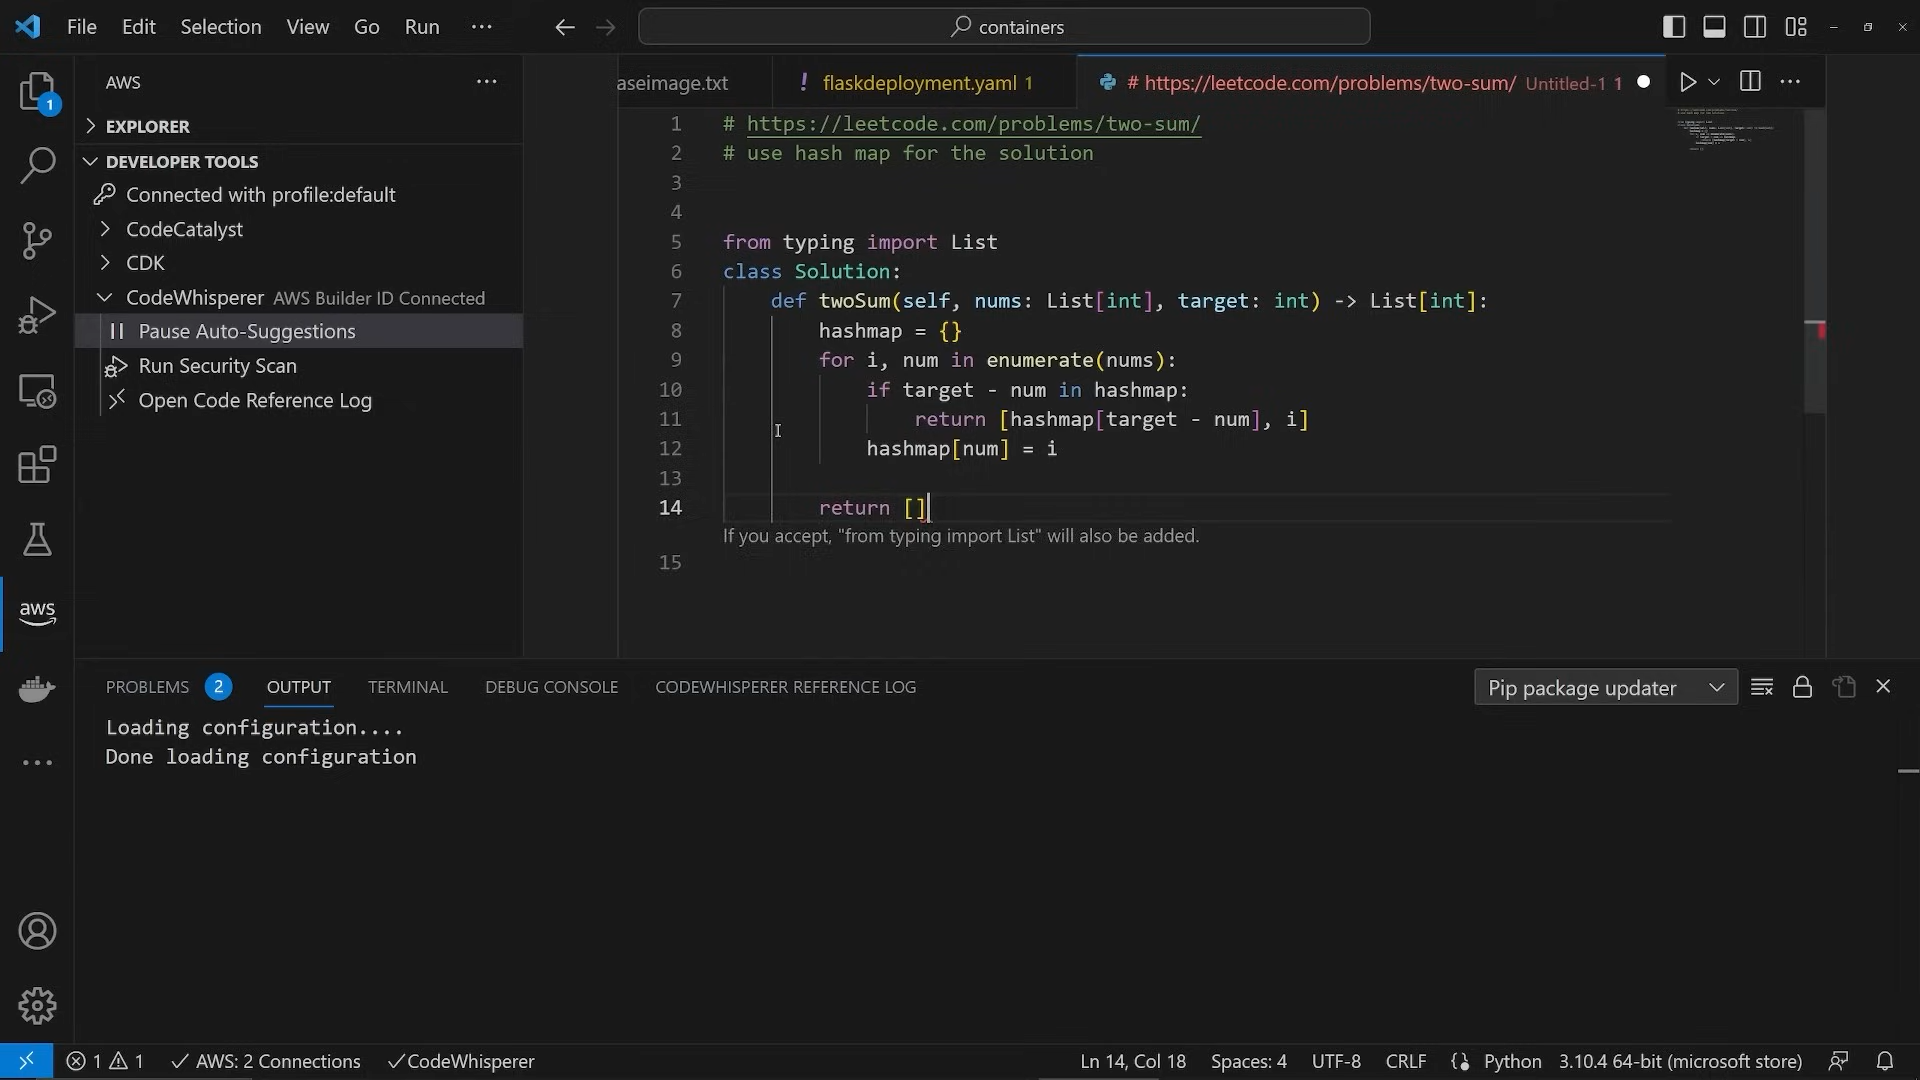 File Edit Selection View Go Run ···
containers
AWS ···
EXPLORER
DEVELOPER TOOLS
Connected with profile:default
CodeCatalyst
CDK
CodeWhisperer AWS Builder ID Connected
Pause Auto-Suggestions
Run Security Scan
Open Code Reference Log
1
aws
aseimage.txt
! flaskdeployment.yaml 1
# https://leetcode.com/problems/two-sum/ Untitled-1 1
1 # https://leetcode.com/problems/two-sum/
2 # use hash map for the solution
3
4
5 from typing import List
6 class Solution:
7 def twoSum(self, nums: List[int], target: int) -> List[int]:
8 hashmap = {}
9 for i, num in enumerate(nums):
10 if target - num in hashmap:
11 return [hashmap[target - num], i]
12 hashmap[num] = i
13
14 return []
If you accept, "from typing import List" will also be added.
15
PROBLEMS 2 OUTPUT TERMINAL DEBUG CONSOLE CODEWHISPERER REFERENCE LOG
Pip package updater
Loading configuration....
Done loading configuration
1 1 AWS: 2 Connections CodeWhisperer
Ln 14, Col 18 Spaces: 4 UTF-8 CRLF Python 3.10.4 64-bit (microsoft store)